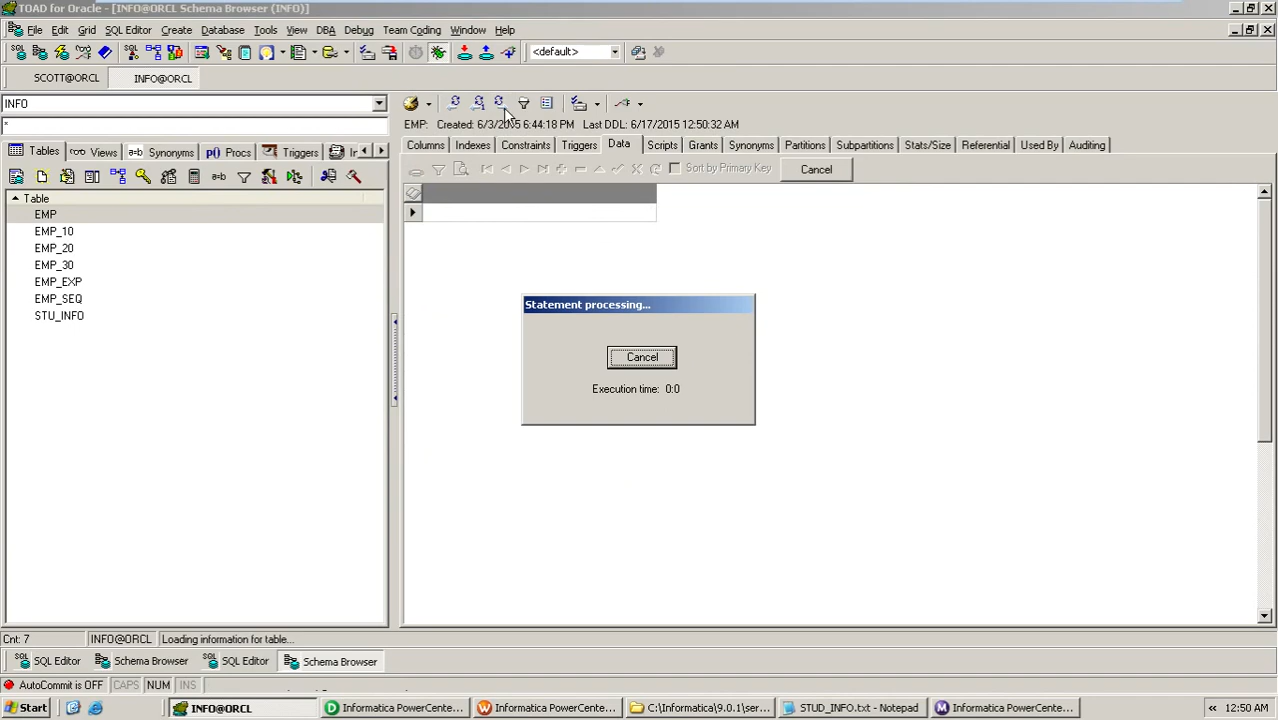 TOAD for Oracle - [INFO@ORCL Schema Browser (INFO)]
File Edit Grid SQL Editor Create Database Tools View DBA Debug Team Coding Window Help
<default>
SCOTT@ORCL INFO@ORCL
INFO
*
EMP: Created: 6/3/2015 6:44:18 PM Last DDL: 6/17/2015 12:50:32 AM
Tables Views Synonyms Procs Triggers In
Columns Indexes Constraints Triggers Data Scripts Grants Synonyms Partitions Subpartitions Stats/Size Referential Used By Auditing
Sort by Primary Key Cancel
Table
EMP
EMP_10
EMP_20
EMP_30
EMP_EXP
EMP_SEQ
STU_INFO
Statement processing...
Cancel
Execution time: 0:0
Cnt: 7 INFO@ORCL Loading information for table...
SQL Editor Schema Browser SQL Editor Schema Browser
AutoCommit is OFF CAPS NUM INS
Start INFO@ORCL Informatica PowerCente... Informatica PowerCente... C:\Informatica\9.0.1\ser... STUD_INFO.txt - Notepad Informatica PowerCente... 12:50 AM